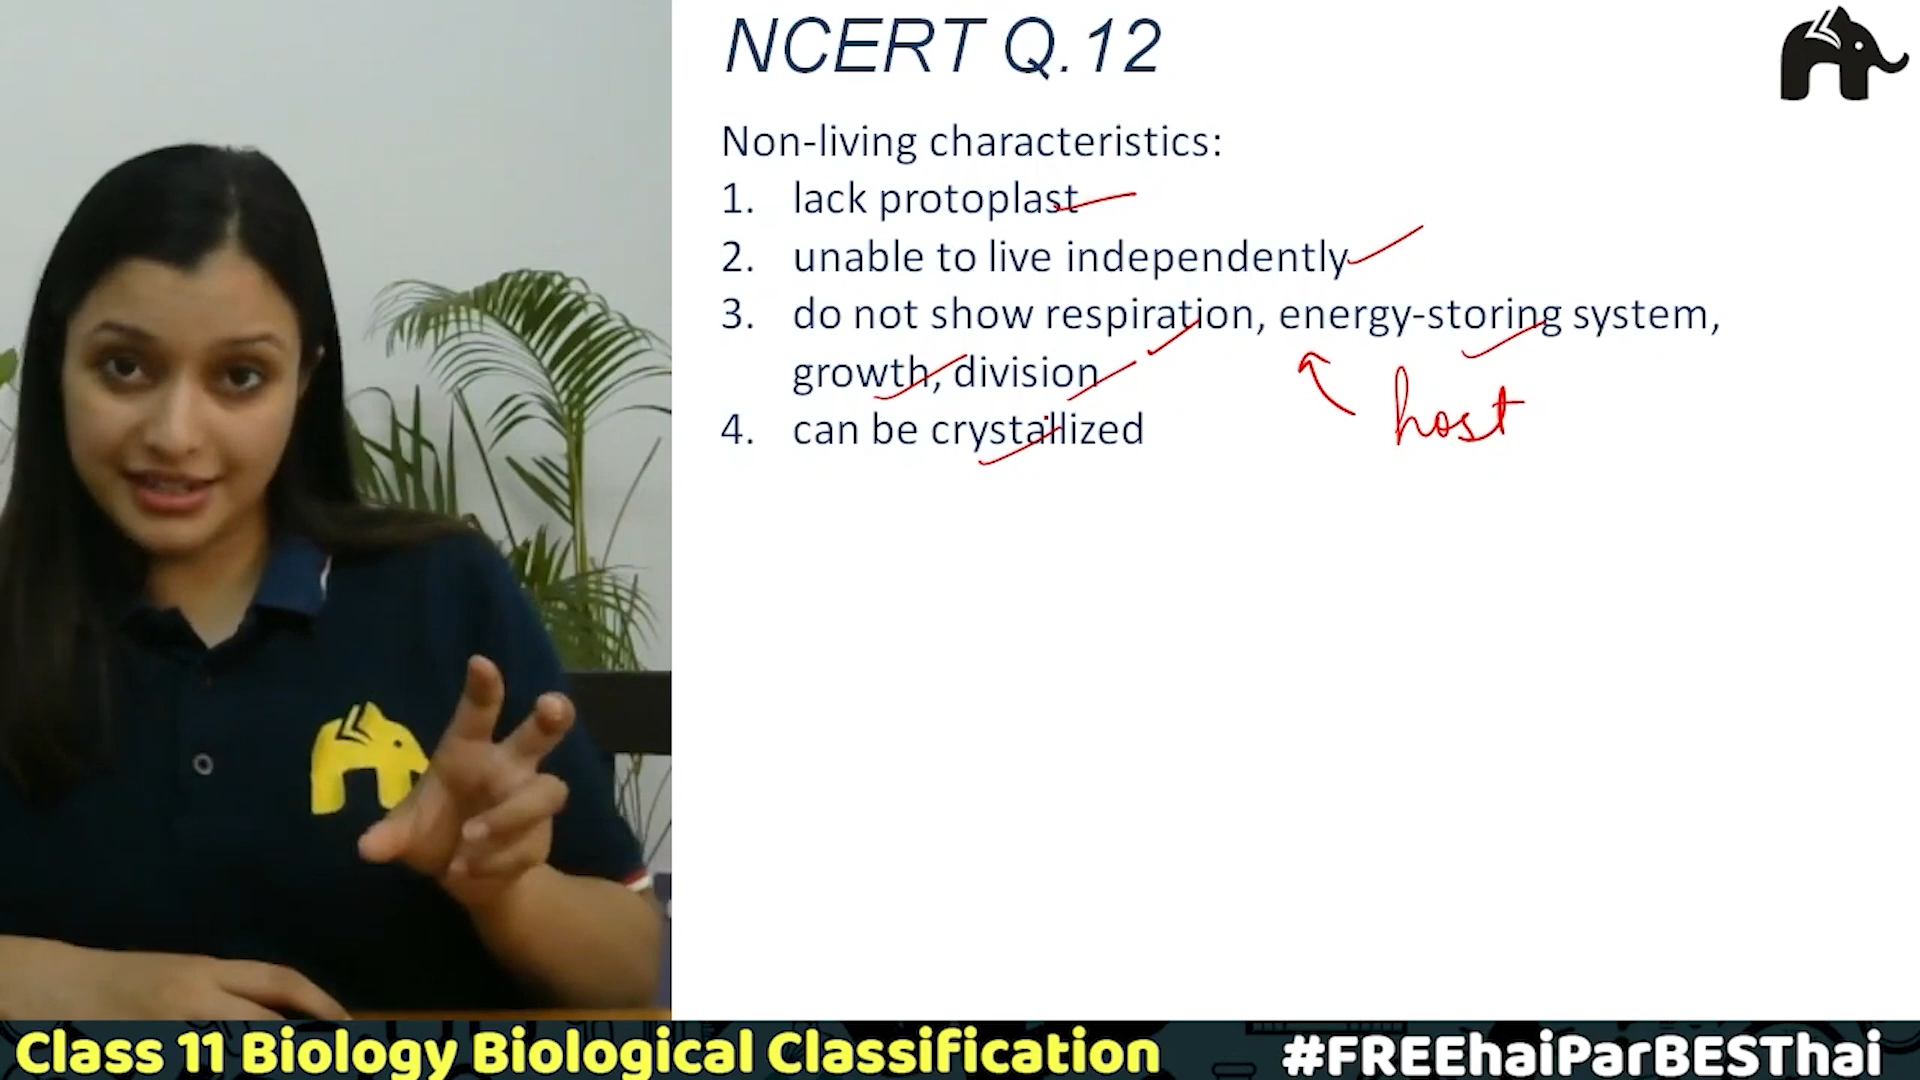 NCERT Q.12
Non-living characteristics:
1. lack protoplast
2. unable to live independently
3. do not show respiration, energy-storing system,
growth, division
4. can be crystallized
host
Class 11 Biology Biological Classification
#FREEhaiParBESThai